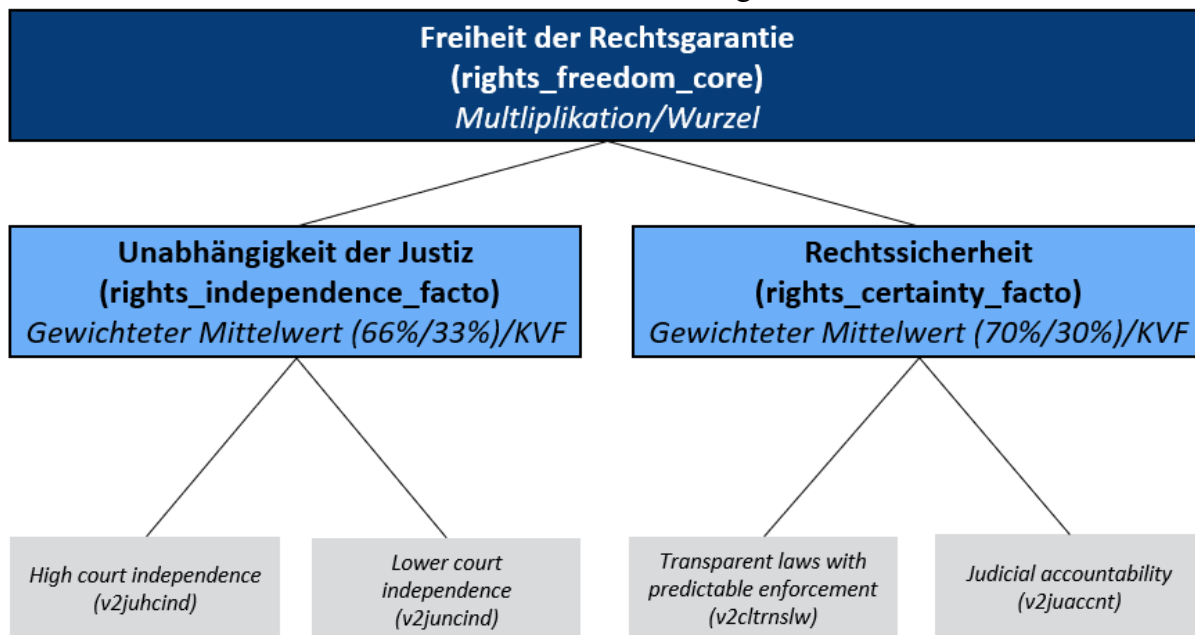 Freiheit der Rechtsgarantie
(rights_freedom_core)
Multliplikation/Wurzel
Unabhängigkeit der Justiz
(rights_independence_facto)
Gewichteter Mittelwert (66%/33%)/KVF
Rechtssicherheit
(rights_certainty_facto)
Gewichteter Mittelwert (70%/30%)/KVF
High court independence
(v2juhcind)
Lower court
independence
(v2juncind)
Transparent laws with
predictable enforcement
(v2cltrnslw)
Judicial accountability
(v2juaccnt)